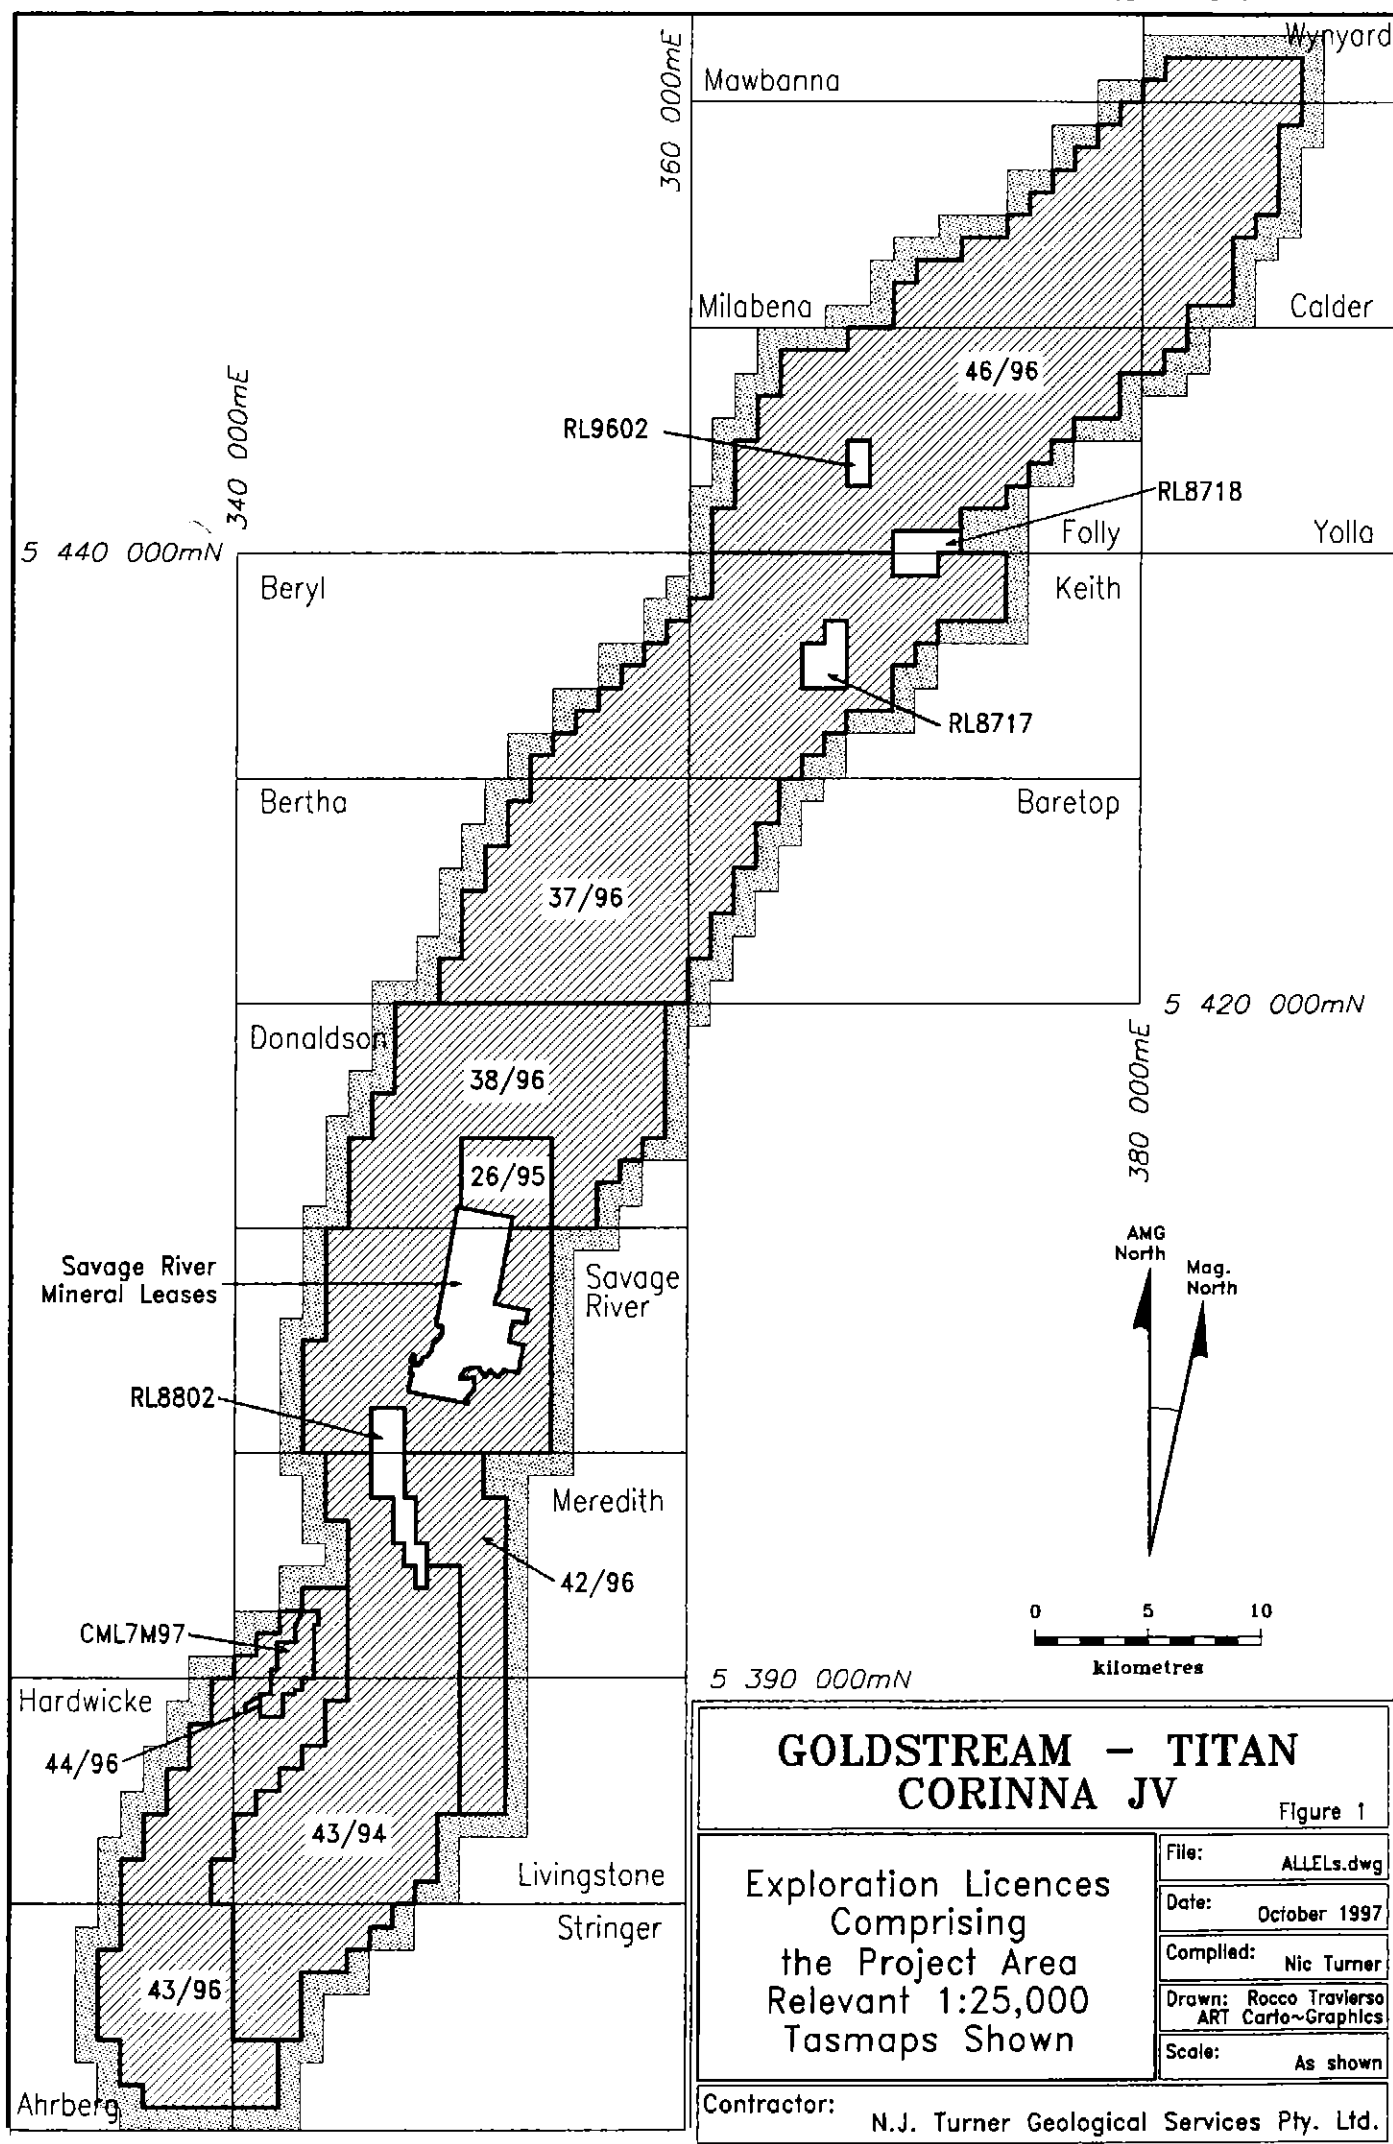 Wynyard
Mawbanna
360 000mE
Milabena
Calder
46/96
340 000mE
RL9602
RL8718
5 440 000mN
Folly
Yolla
Beryl
Keith
RL8717
Bertha
Baretop
37/96
5 420 000mN
Donaldson
380 000mE
38/96
26/95
AMG
North
Mag.
North
Savage River
Mineral Leases
Savage
River
RL8802
Meredith
42/96
CML7M97
0 5 10
kilometres
5 390 000mN
Hardwicke
44/96
43/94
Livingstone
Stringer
43/96
Ahrberg
GOLDSTREAM – TITAN
CORINNA JV
Figure 1
Exploration Licences
Comprising
the Project Area
Relevant 1:25,000
Tasmaps Shown
File: ALLELs.dwg
Date: October 1997
Complied: Nic Turner
Drawn: Rocco Travierso
ART Carto~Graphics
Scale: As shown
Contractor:
N.J. Turner Geological Services Pty. Ltd.